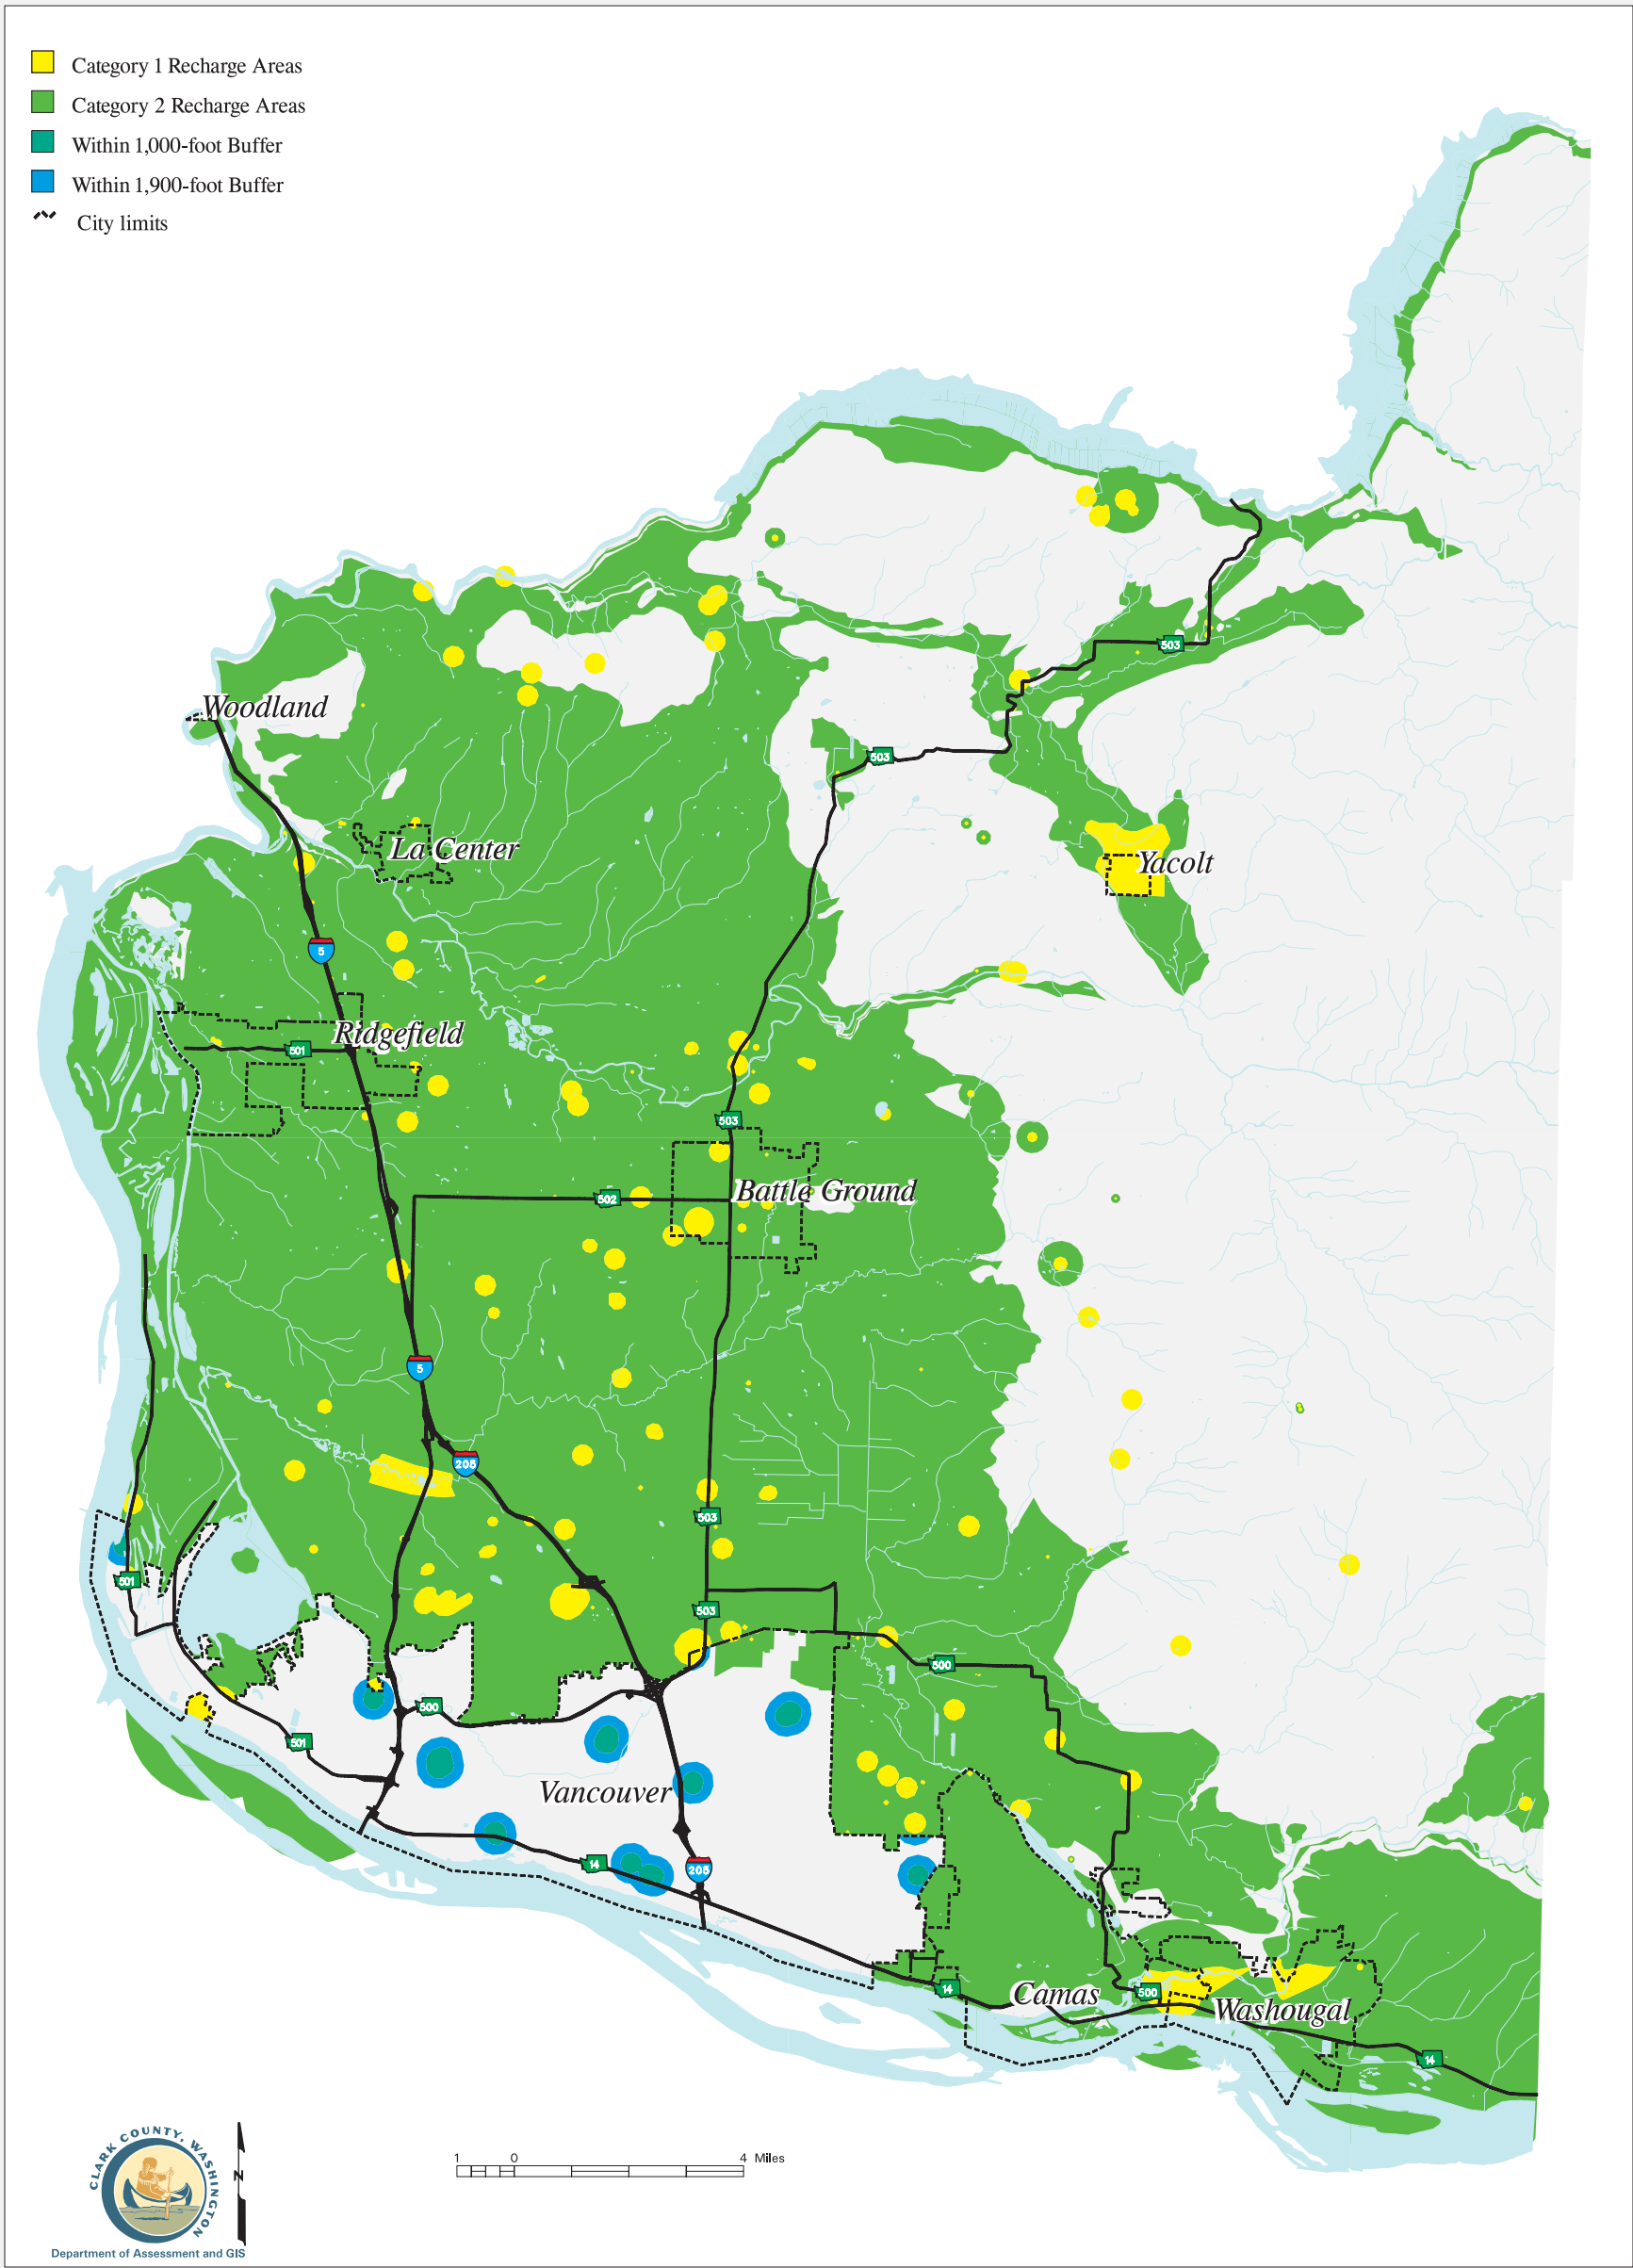 Category 1 Recharge Areas
Category 2 Recharge Areas
Within 1,000-foot Buffer
Within 1,900-foot Buffer
City limits
503
503
Woodland
La Center
Yacolt
5
Ridgefield
501
503
Battle Ground
502
5
205
503
501
503
500
500
501
Vancouver
14
205
14
Camas
500
Washougal
14
CLARK COUNTY, WASHINGTON
N
1 0 4 Miles
Department of Assessment and GIS